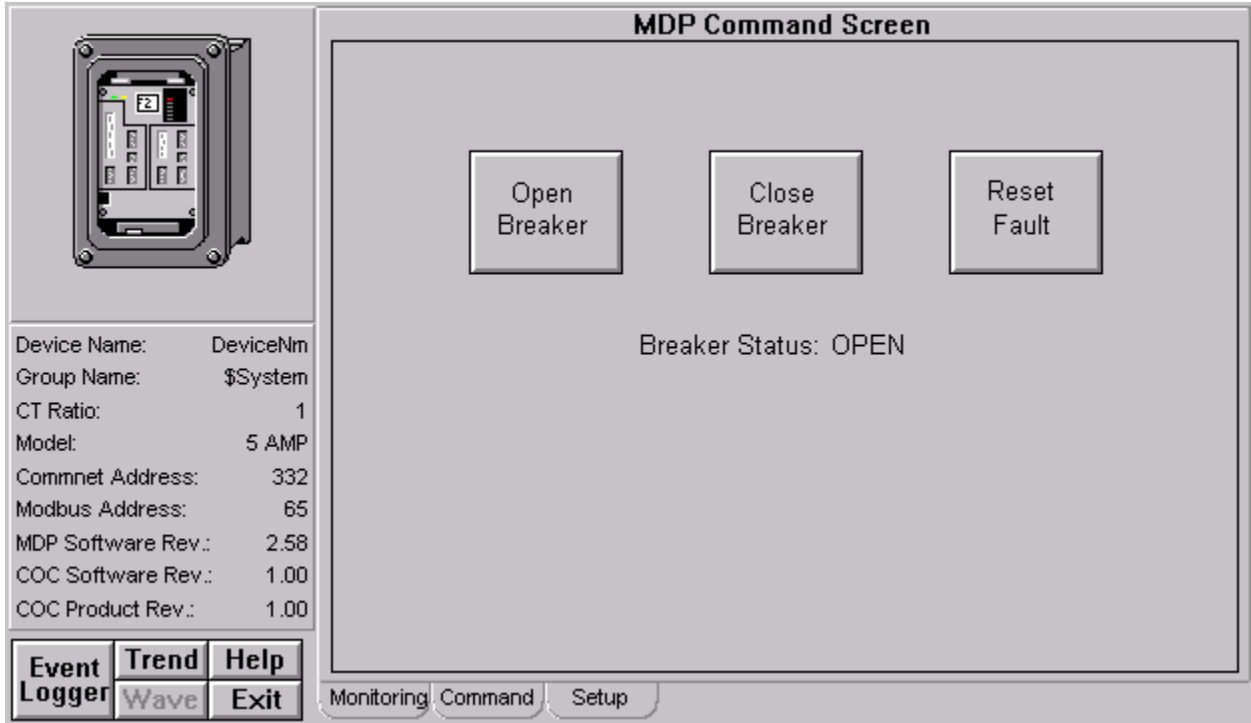 MDP Command Screen
F2
Open
Breaker
Close
Breaker
Reset
Fault
Breaker Status: OPEN
Device Name: DeviceNm
Group Name: $System
CT Ratio: 1
Model: 5 AMP
Commnet Address: 332
Modbus Address: 65
MDP Software Rev.: 2.58
COC Software Rev.: 1.00
COC Product Rev.: 1.00
Event
Logger
Trend
Help
Wave
Exit
Monitoring
Command
Setup